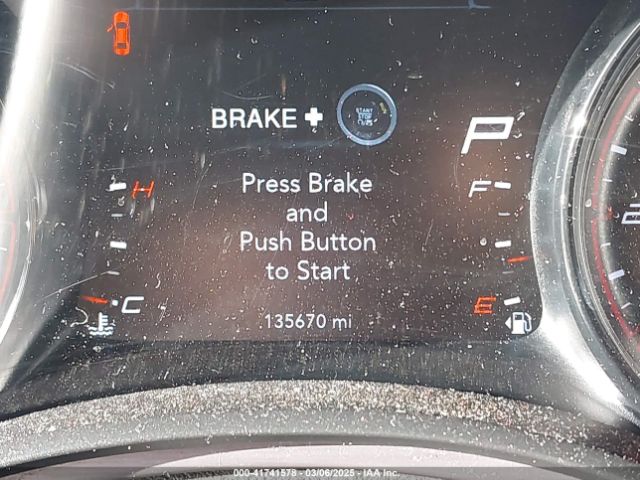 BRAKE + START STOP
P
H
F
Press Brake
and
Push Button
to Start
C
E
135670 mi
2
000-41741578 - 03/06/2025 - IAA Inc.